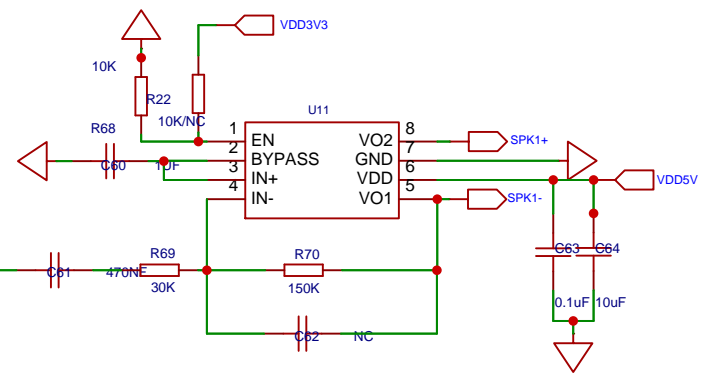 VDD3V3
10K
R22
U11
10K/NC
R68
1
EN
VO2
8
SPK1+
2
BYPASS
GND
7
C60
1UF
3
IN+
VDD
6
VDD5V
4
IN-
VO1
5
SPK1-
R69
R70
C63
C64
C61
470NF
30K
150K
0.1uF
10uF
C62
NC